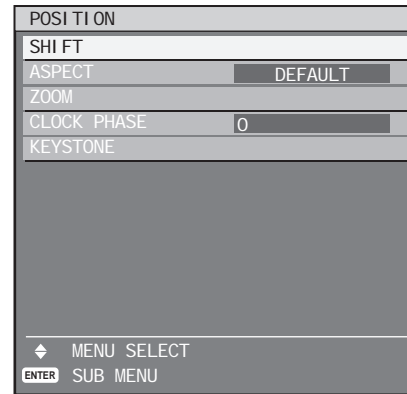 POSITION
SHIFT
ASPECT DEFAULT
ZOOM
CLOCK PHASE 0
KEYSTONE
MENU SELECT
ENTER SUB MENU